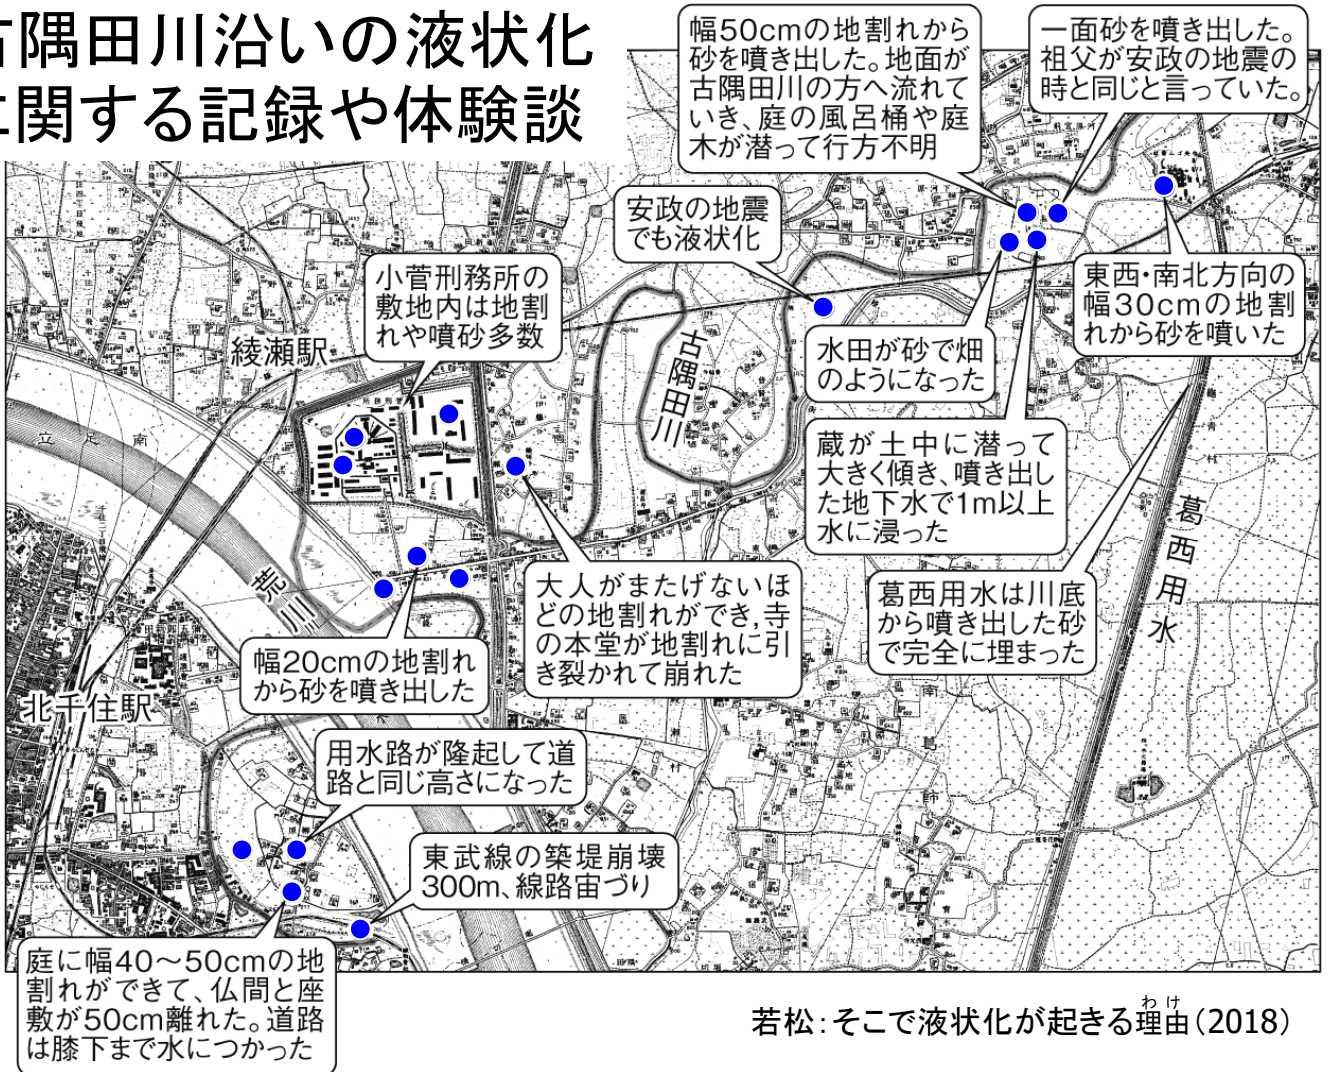 古隅田川沿いの液状化
に関する記録や体験談
幅50cmの地割れから
砂を噴き出した。地面が
古隅田川の方へ流れて
いき、庭の風呂桶や庭
木が潜って行方不明
一面砂を噴き出した。
祖父が安政の地震の
時と同じと言っていた。
安政の地震
でも液状化
小菅刑務所の
敷地内は地割
れや噴砂多数
東西・南北方向の
幅30cmの地割
れから砂を噴いた
綾瀬駅
古隅田川
水田が砂で畑
のようになった
蔵が土中に潜って
大きく傾き、噴き出し
た地下水で1m以上
水に浸った
葛西用水
荒川
大人がまたげないほ
どの地割れができ,寺
の本堂が地割れに引
き裂かれて崩れた
葛西用水は川底
から噴き出した砂
で完全に埋まった
幅20cmの地割れ
から砂を噴き出した
北千住駅
用水路が隆起して道
路と同じ高さになった
東武線の築堤崩壊
300m、線路宙づり
庭に幅40～50cmの地
割れができて、仏間と座
敷が50cm離れた。道路
は膝下まで水につかった
わけ
若松：そこで液状化が起きる理由（2018）